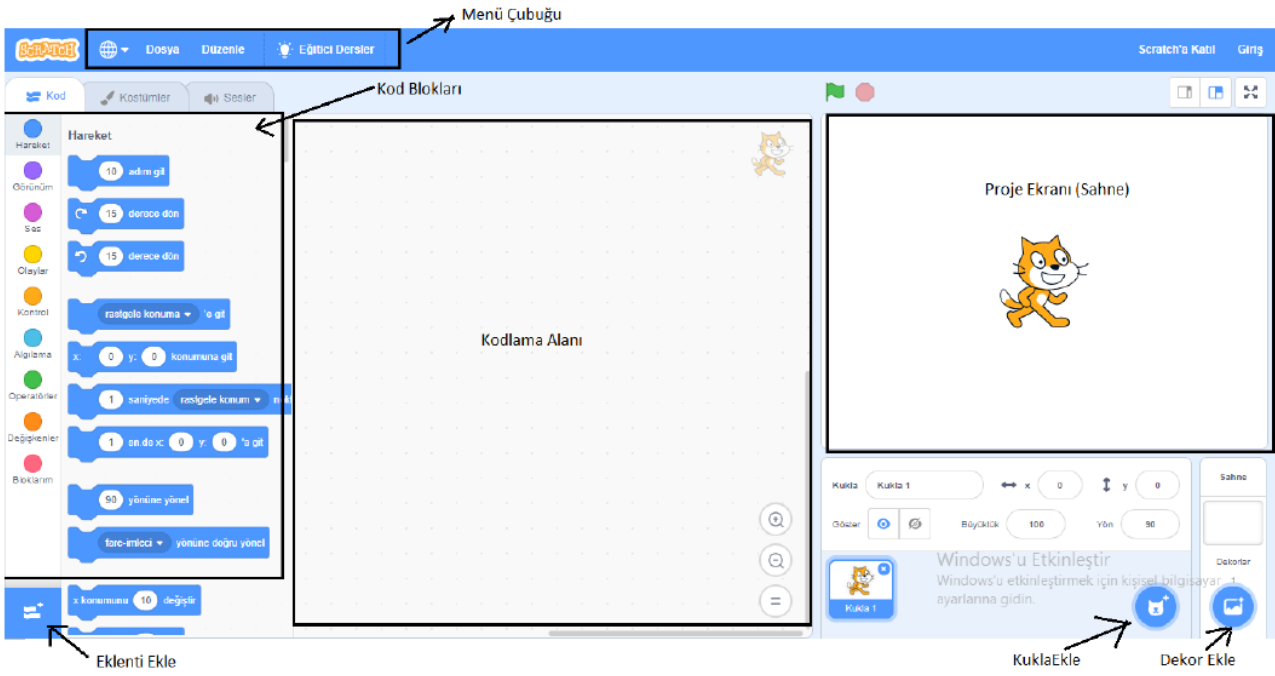 Menü Çubuğu
SCRATCH
Dosya Düzenle Eğitici Dersler
Scratch'a Katıl Giriş
Kod Kostümler Sesler
Kod Blokları
Hareket
Görünüm
Ses
Olaylar
Kontrol
Algılama
Operatörler
Değişkenler
Bloklarım
Hareket
10 adım git
15 derece dön
15 derece dön
rastgele konuma 'e git
x: 0 y: 0 konumuna git
1 saniyede rastgele konum
1 sn.de x: 0 y: 0 'a git
90 yönüne yönel
fare-imleci yönüne doğru yönel
x konumunu 10 değiştir
Kodlama Alanı
Proje Ekranı (Sahne)
Kukla Kukla 1 x 0 y 0
Göster Büyüklük 100 Yön 90
Kukla 1
Sahne
Dekorlar
1
Windows'u Etkinleştir
Windows'u etkinleştirmek için kişisel bilgisayar
ayarlarına gidin.
Eklenti Ekle
KuklaEkle
Dekor Ekle